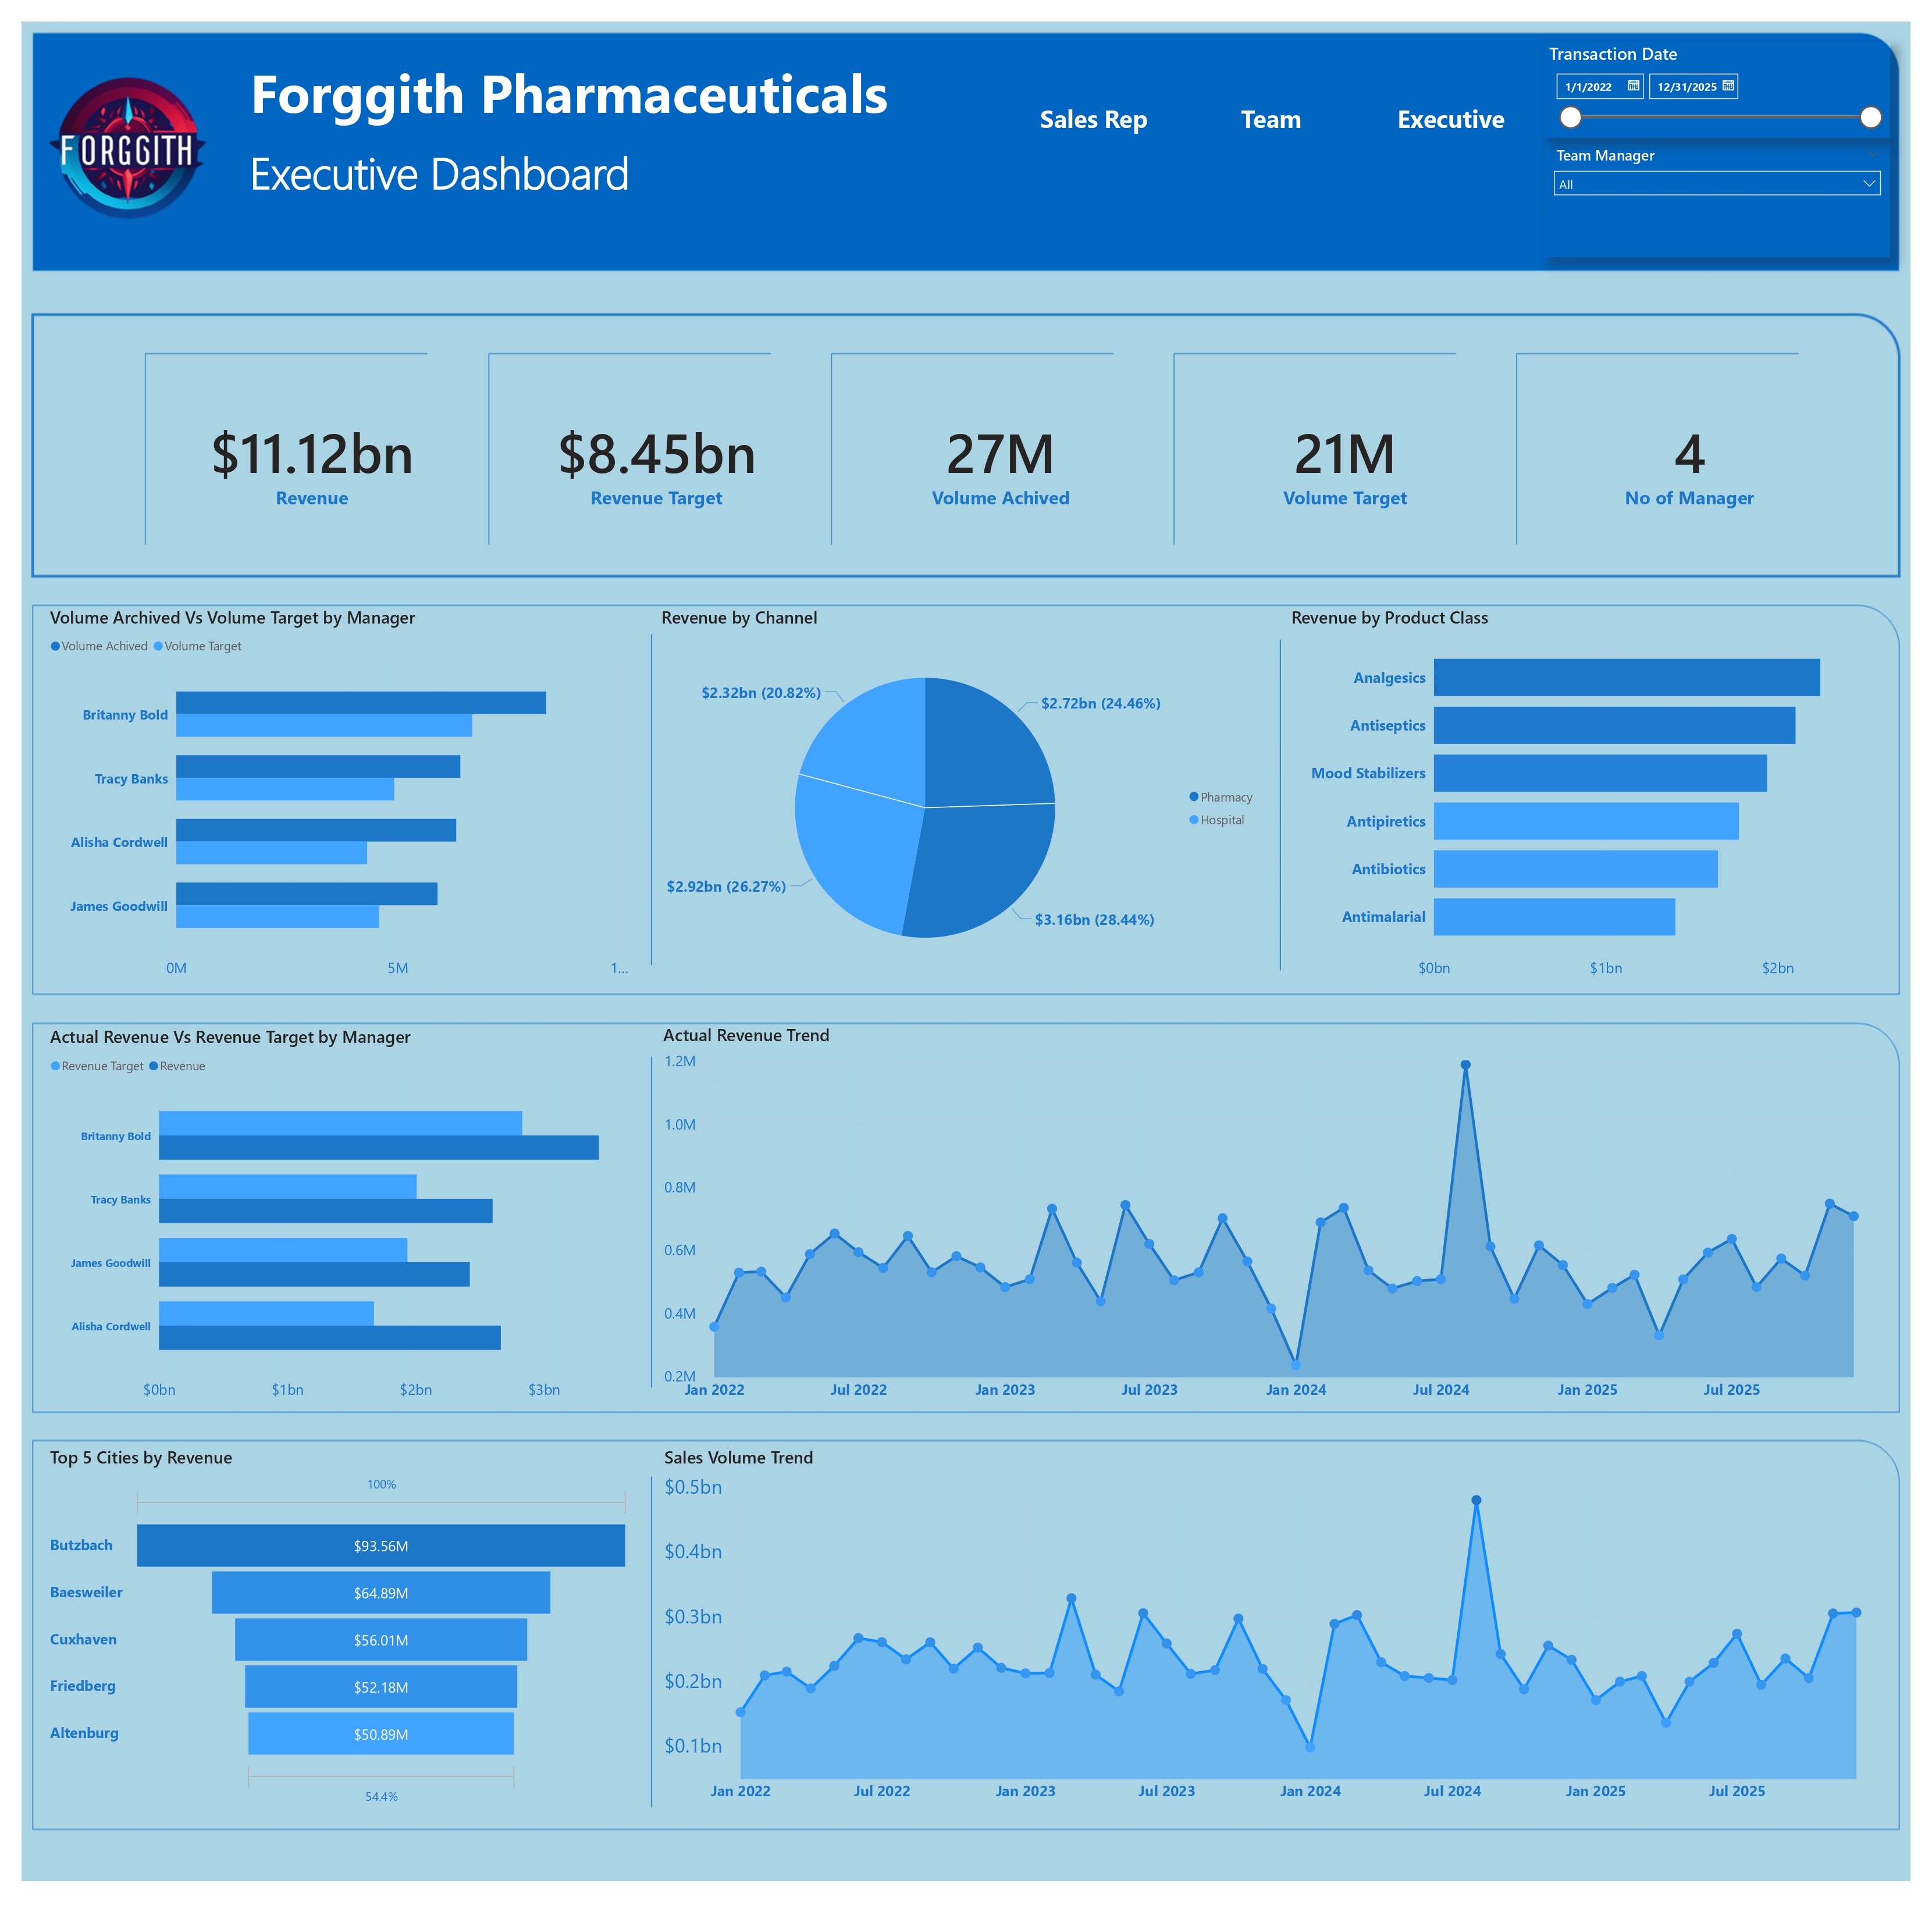 Forggith Pharmaceuticals
Executive Dashboard
FORGGITH
Sales Rep
Team
Executive
Transaction Date
1/1/2022
12/31/2025
Team Manager
All
$11.12bn
Revenue
$8.45bn
Revenue Target
27M
Volume Achived
21M
Volume Target
4
No of Manager
Volume Archived Vs Volume Target by Manager
Volume Achived Volume Target
Britanny Bold
Tracy Banks
Alisha Cordwell
James Goodwill
0M 5M 1...
Revenue by Channel
$2.32bn (20.82%)
$2.72bn (24.46%)
$2.92bn (26.27%)
$3.16bn (28.44%)
Pharmacy
Hospital
Revenue by Product Class
Analgesics
Antiseptics
Mood Stabilizers
Antipiretics
Antibiotics
Antimalarial
$0bn $1bn $2bn
Actual Revenue Vs Revenue Target by Manager
Revenue Target Revenue
Britanny Bold
Tracy Banks
James Goodwill
Alisha Cordwell
$0bn $1bn $2bn $3bn
Actual Revenue Trend
1.2M
1.0M
0.8M
0.6M
0.4M
0.2M
Jan 2022 Jul 2022 Jan 2023 Jul 2023 Jan 2024 Jul 2024 Jan 2025 Jul 2025
Top 5 Cities by Revenue
100%
Butzbach $93.56M
Baesweiler $64.89M
Cuxhaven $56.01M
Friedberg $52.18M
Altenburg $50.89M
54.4%
Sales Volume Trend
$0.5bn
$0.4bn
$0.3bn
$0.2bn
$0.1bn
Jan 2022 Jul 2022 Jan 2023 Jul 2023 Jan 2024 Jul 2024 Jan 2025 Jul 2025